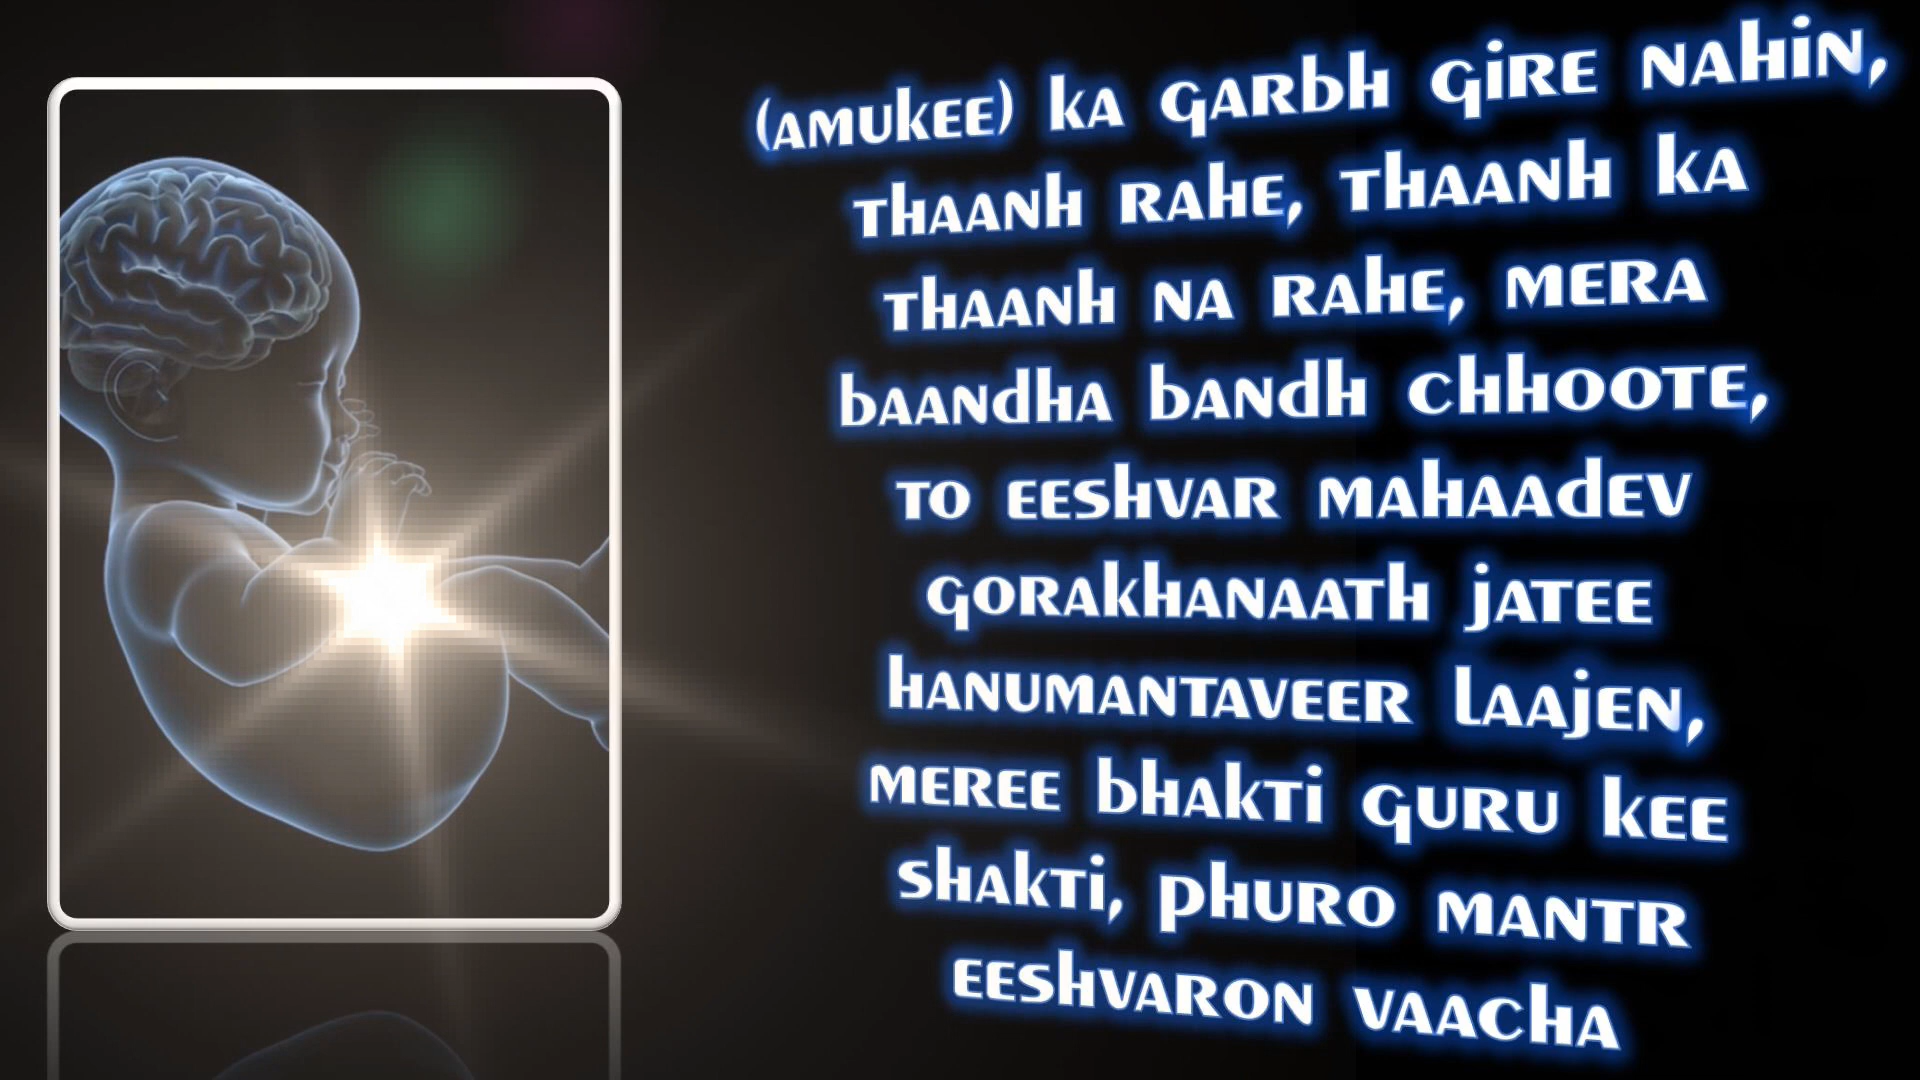 (amukee) ka garbh gire nahin,
thaanh rahe, thaanh ka
thaanh na rahe, mera
baandha bandh chhoote,
to eeshvar mahaadev
gorakhanaath jatee
hanumantaveer laajen,
meree bhakti guru kee
shakti, phuro mantr
eeshvaron vaacha